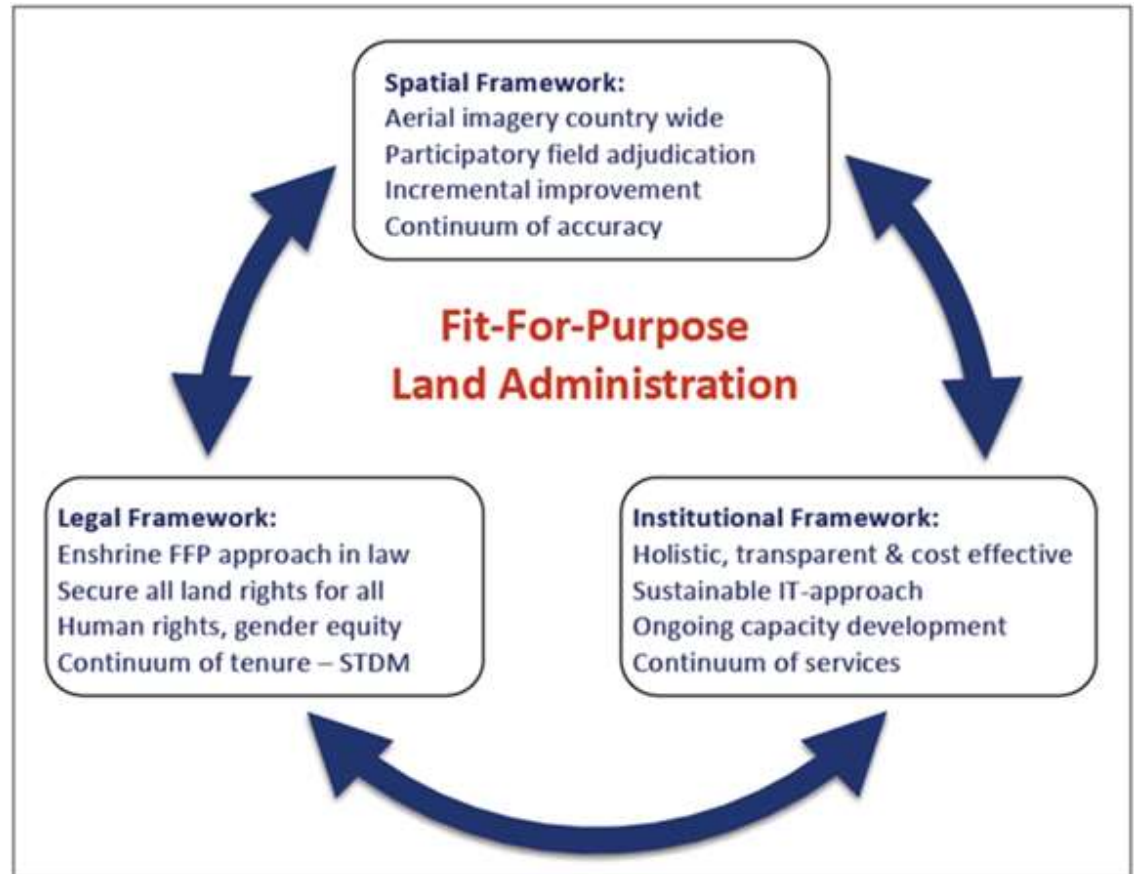 Spatial Framework:
Aerial imagery country wide
Participatory field adjudication
Incremental improvement
Continuum of accuracy
Fit-For-Purpose
Land Administration
Legal Framework:
Enshrine FFP approach in law
Secure all land rights for all
Human rights, gender equity
Continuum of tenure – STDM
Institutional Framework:
Holistic, transparent & cost effective
Sustainable IT-approach
Ongoing capacity development
Continuum of services